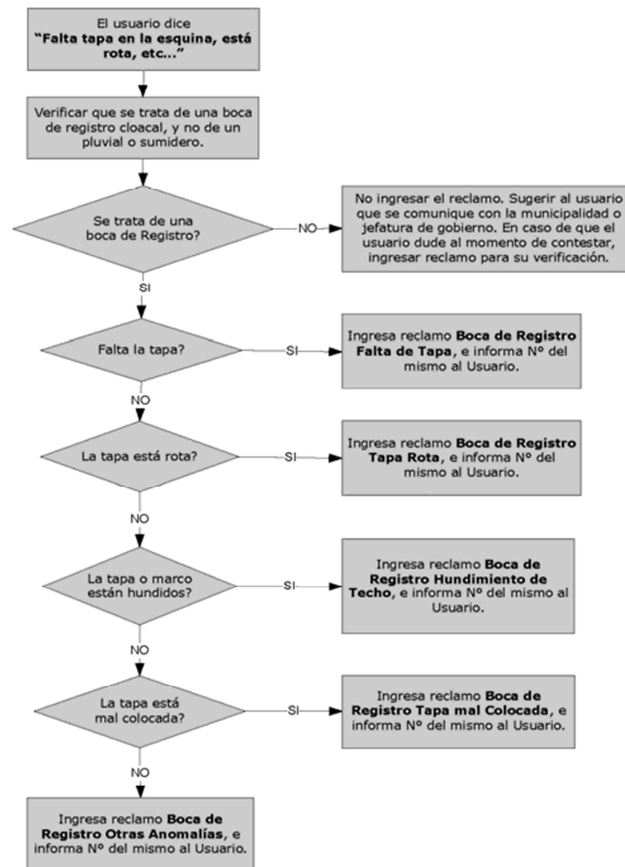 El usuario dice
“Falta tapa en la esquina, está
rota, etc...”
Verificar que se trata de una boca
de registro cloacal, y no de un
pluvial o sumidero.
Se trata de una
boca de Registro?
NO
No ingresar el reclamo. Sugerir al usuario
que se comunique con la municipalidad o
jefatura de gobierno. En caso de que el
usuario dude al momento de contestar,
ingresar reclamo para su verificación.
SI
Falta la tapa?
SI
Ingresa reclamo Boca de Registro
Falta de Tapa, e informa N° del
mismo al Usuario.
NO
La tapa está rota?
SI
Ingresa reclamo Boca de Registro
Tapa Rota, e informa N° del
mismo al Usuario.
NO
La tapa o marco
están hundidos?
SI
Ingresa reclamo Boca de
Registro Hundimiento de
Techo, e informa N° del mismo al
Usuario.
NO
La tapa está
mal colocada?
SI
Ingresa reclamo Boca de
Registro Tapa mal Colocada, e
informa N° del mismo al Usuario.
NO
Ingresa reclamo Boca de
Registro Otras Anomalías, e
informa N° del mismo al Usuario.